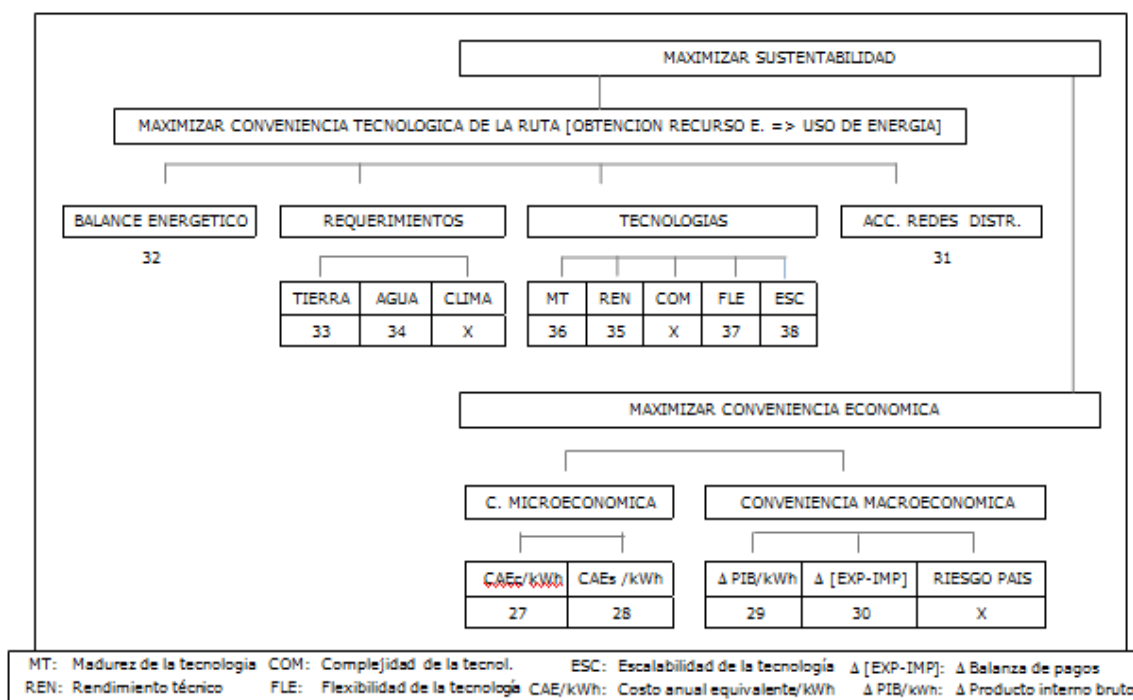 MAXIMIZAR SUSTENTABILIDAD
MAXIMIZAR CONVENIENCIA TECNOLOGICA DE LA RUTA [OBTENCION RECURSO E. => USO DE ENERGIA]
BALANCE ENERGETICO REQUERIMIENTOS TECNOLOGIAS ACC. REDES DISTR.
32 31
TIERRA AGUA CLIMA MT REN COM FLE ESC
33 34 X 36 35 X 37 38
MAXIMIZAR CONVENIENCIA ECONOMICA
C. MICROECONOMICA CONVENIENCIA MACROECONOMICA
CAEc/kWh CAEs /kWh Δ PIB/kWh Δ [EXP-IMP] RIESGO PAIS
27 28 29 30 X
MT: Madurez de la tecnologia COM: Complejidad de la tecnol. ESC: Escalabilidad de la tecnología Δ [EXP-IMP]: Δ Balanza de pagos
REN: Rendimiento técnico FLE: Flexibilidad de la tecnología CAE/kWh: Costo anual equivalente/kWh Δ PIB/kWh: Δ Producto interno bruto